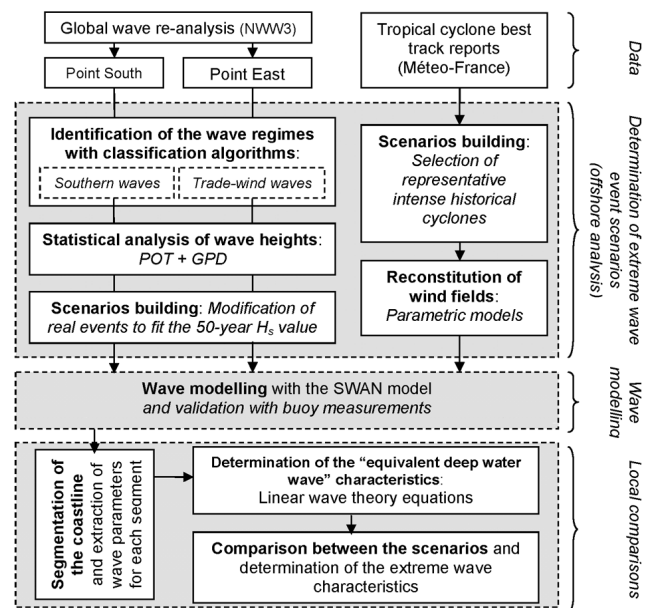 Global wave re-analysis (NWW3)
Point South
Point East
Tropical cyclone best
track reports
(Méteo-France)
Data
Identification of the wave regimes
with classification algorithms:
Southern waves
Trade-wind waves
Statistical analysis of wave heights:
POT + GPD
Scenarios building: Modification of
real events to fit the 50-year Hs value
Scenarios building:
Selection of
representative
intense historical
cyclones
Reconstitution of
wind fields:
Parametric models
Determination of extreme wave
event scenarios
(offshore analysis)
Wave modelling with the SWAN model
and validation with buoy measurements
Wave
modelling
Segmentation of
the coastline
and extraction of
wave parameters
for each segment
Determination of the “equivalent deep water
wave” characteristics:
Linear wave theory equations
Comparison between the scenarios and
determination of the extreme wave
characteristics
Local comparisons